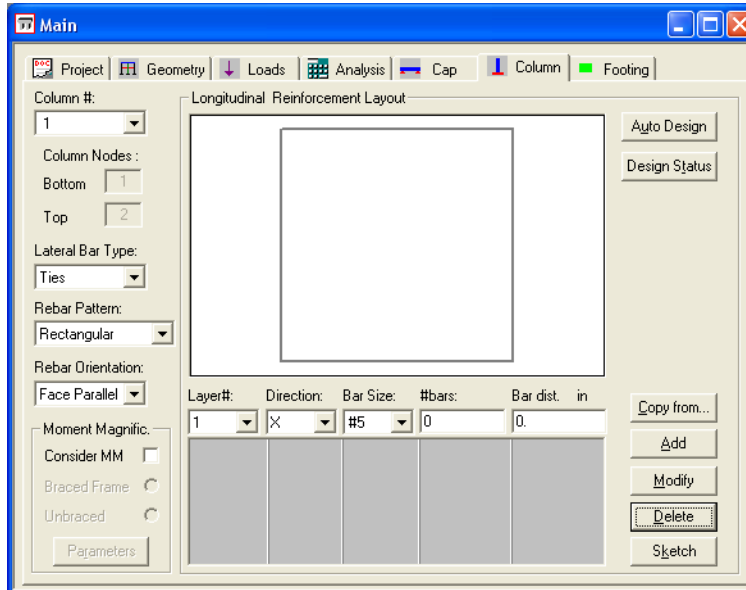 Main
Project Geometry Loads Analysis Cap Column Footing
Column #:
1
Column Nodes :
Bottom 1
Top 2
Lateral Bar Type:
Ties
Rebar Pattern:
Rectangular
Rebar Orientation:
Face Parallel
Moment Magnific.
Consider MM
Braced Frame
Unbraced
Parameters
Longitudinal Reinforcement Layout
Layer#: Direction: Bar Size: #bars: Bar dist. in
1 X #5 0 0.
Auto Design
Design Status
Copy from...
Add
Modify
Delete
Sketch